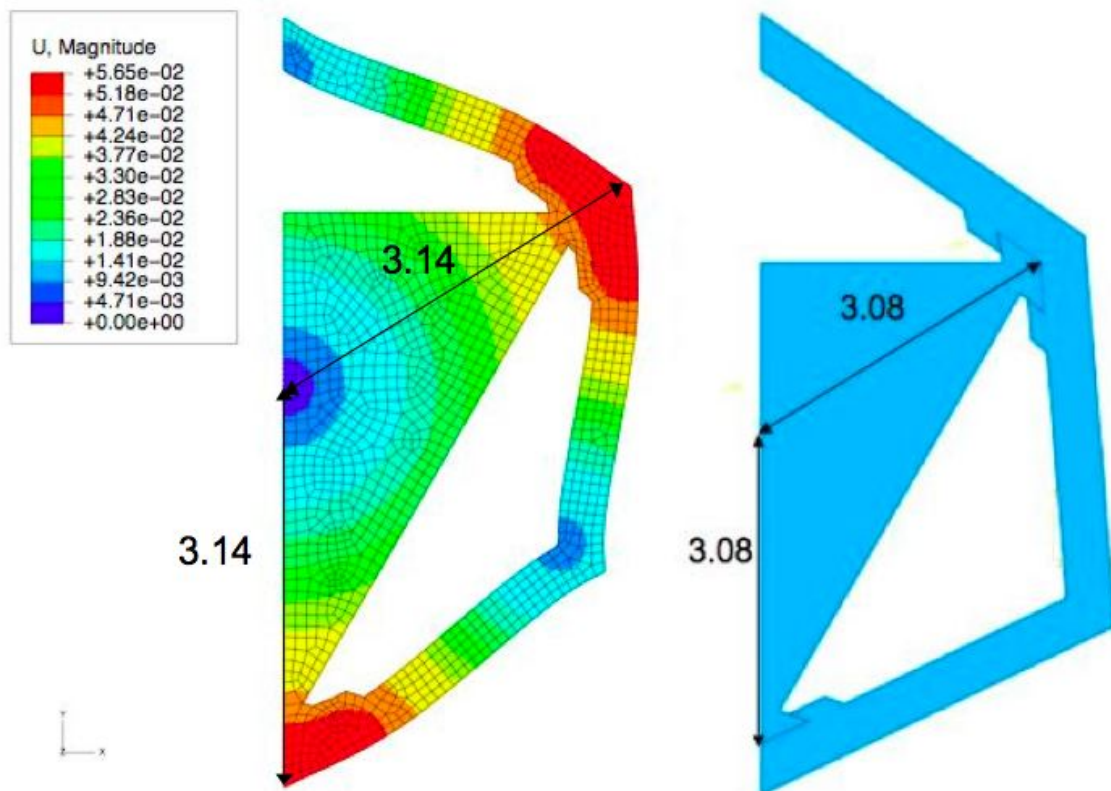 U, Magnitude
+5.65e−02
+5.18e−02
+4.71e−02
+4.24e−02
+3.77e−02
+3.30e−02
+2.83e−02
+2.36e−02
+1.88e−02
+1.41e−02
+9.42e−03
+4.71e−03
+0.00e+00
3.14
3.08
3.14
3.08
Y
Z
X